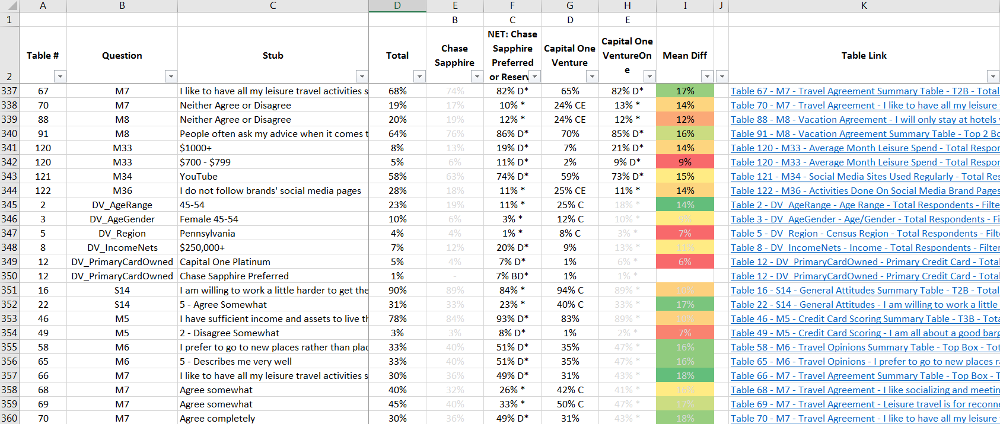 A B C D E F G H I J K
1 B C D E
2 Table # Question Stub Total Chase Sapphire NET: Chase Sapphire Preferred or Reserv Capital One Venture Capital One VentureOne Mean Diff Table Link
337 67 M7 I like to have all my leisure travel activities s 68% 74% 82% D* 65% 82% D* 17% Table 67 - M7 - Travel Agreement Summary Table - T2B - Total
338 70 M7 Neither Agree or Disagree 19% 17% 10% * 24% CE 13% * 14% Table 70 - M7 - Travel Agreement - I like to have all my leisure
339 88 M8 Neither Agree or Disagree 20% 19% 12% * 24% CE 12% * 12% Table 88 - M8 - Vacation Agreement - I will only stay at hotels
340 91 M8 People often ask my advice when it comes t 64% 76% 86% D* 70% 85% D* 16% Table 91 - M8 - Vacation Agreement Summary Table - Top 2 Bo
341 120 M33 $1000+ 8% 13% 19% D* 7% 21% D* 14% Table 120 - M33 - Average Month Leisure Spend - Total Respor
342 120 M33 $700 - $799 5% 6% 11% D* 2% 9% D* 9% Table 120 - M33 - Average Month Leisure Spend - Total Respor
343 121 M34 YouTube 58% 63% 74% D* 59% 73% D* 15% Table 121 - M34 - Social Media Sites Used Regularly - Total Res
344 122 M36 I do not follow brands' social media pages 28% 18% 11% * 25% CE 11% * 14% Table 122 - M36 - Activities Done On Social Media Brand Pages
345 2 DV_AgeRange 45-54 23% 19% 11% * 25% C 18% * 14% Table 2 - DV_AgeRange - Age Range - Total Respondents - Filte
346 3 DV_AgeGender Female 45-54 10% 6% 3% * 12% C 10% * 9% Table 3 - DV_AgeGender - Age/Gender - Total Respondents - Fi
347 5 DV_Region Pennsylvania 4% 4% 1% * 8% C 3% * 7% Table 5 - DV_Region - Census Region - Total Respondents - Filt
348 8 DV_IncomeNets $250,000+ 7% 12% 20% D* 9% 13% * 11% Table 8 - DV_IncomeNets - Income - Total Respondents - Filter
349 12 DV_PrimaryCardOwned Capital One Platinum 5% 4% 7% D* 1% 6% * 6% Table 12 - DV_PrimaryCardOwned - Primary Credit Card - Tota
350 12 DV_PrimaryCardOwned Chase Sapphire Preferred 1% - 7% BD* 1% 1% * Table 12 - DV_PrimaryCardOwned - Primary Credit Card - Tota
351 16 S14 I am willing to work a little harder to get the 90% 89% 84% * 94% C 89% * 10% Table 16 - S14 - General Attitudes Summary Table - T2B - Total
352 22 S14 5 - Agree Somewhat 31% 33% 23% * 40% C 33% * 17% Table 22 - S14 - General Attitudes - I am willing to work a little
353 46 M5 I have sufficient income and assets to live th 78% 84% 93% D* 83% 89% * 10% Table 46 - M5 - Credit Card Scoring Summary Table - T3B - Tota
354 49 M5 2 - Disagree Somewhat 3% 3% 8% D* 1% 2% * 7% Table 49 - M5 - Credit Card Scoring - I am all about a good barg
355 58 M6 I prefer to go to new places rather than plac 33% 40% 51% D* 35% 47% * 16% Table 58 - M6 - Travel Opinions Summary Table - Top Box - Tot
356 65 M6 5 - Describes me very well 33% 40% 51% D* 35% 47% * 16% Table 65 - M6 - Travel Opinions - I prefer to go to new places r
357 66 M7 I like to have all my leisure travel activities s 30% 36% 49% D* 31% 43% * 18% Table 66 - M7 - Travel Agreement Summary Table - Top Box - T
358 68 M7 Agree somewhat 40% 32% 26% * 42% C 41% * 16% Table 68 - M7 - Travel Agreement - I like socializing and meetin
359 69 M7 Agree somewhat 45% 40% 33% * 50% C 47% * 17% Table 69 - M7 - Travel Agreement - Leisure travel is for reconn
360 70 M7 Agree completely 30% 36% 49% D* 31% 43% * 18% Table 70 - M7 - Travel Agreement - I like to have all my leisure